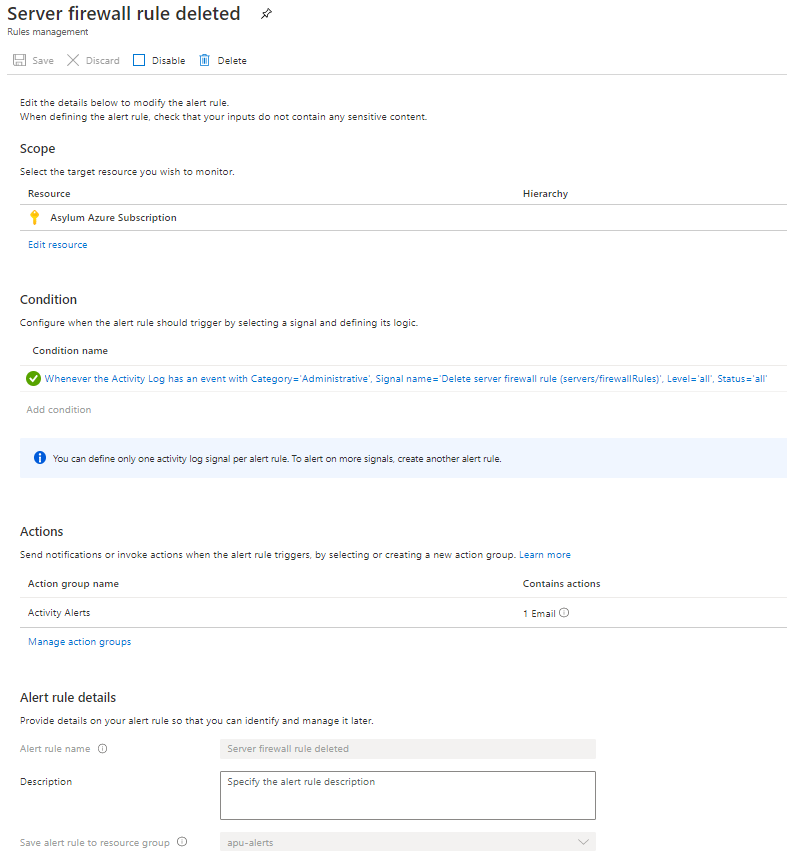 Server firewall rule deleted
Rules management
Save Discard Disable Delete
Edit the details below to modify the alert rule.
When defining the alert rule, check that your inputs do not contain any sensitive content.
Scope
Select the target resource you wish to monitor.
Resource Hierarchy
Asylum Azure Subscription
Edit resource
Condition
Configure when the alert rule should trigger by selecting a signal and defining its logic.
Condition name
Whenever the Activity Log has an event with Category='Administrative', Signal name='Delete server firewall rule (servers/firewallRules)', Level='all', Status='all'
Add condition
You can define only one activity log signal per alert rule. To alert on more signals, create another alert rule.
Actions
Send notifications or invoke actions when the alert rule triggers, by selecting or creating a new action group. Learn more
Action group name Contains actions
Activity Alerts 1 Email
Manage action groups
Alert rule details
Provide details on your alert rule so that you can identify and manage it later.
Alert rule name Server firewall rule deleted
Description Specify the alert rule description
Save alert rule to resource group apu-alerts